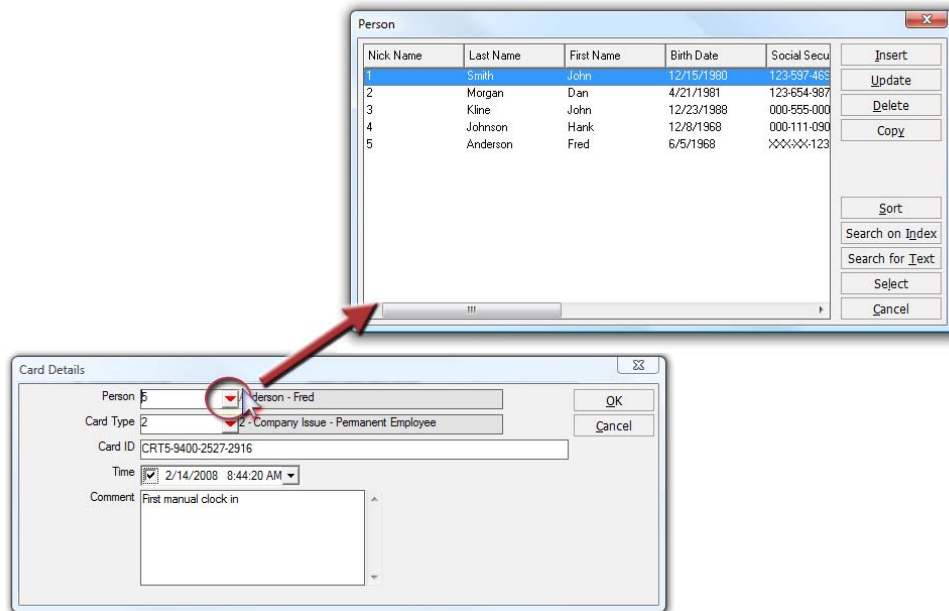 Person
Nick Name Last Name First Name Birth Date Social Secu
1 Smith John 12/15/1980 123-597-469
2 Morgan Dan 4/21/1981 123-654-987
3 Kline John 12/23/1988 000-555-000
4 Johnson Hank 12/8/1968 000-111-090
5 Anderson Fred 6/5/1968 XXX-XX-123
Insert
Update
Delete
Copy
Sort
Search on Index
Search for Text
Select
Cancel
Card Details
Person 5 Anderson - Fred
Card Type 2 2 - Company Issue - Permanent Employee
Card ID CRT5-9400-2527-2916
Time 2/14/2008 8:44:20 AM
Comment First manual clock in
OK
Cancel